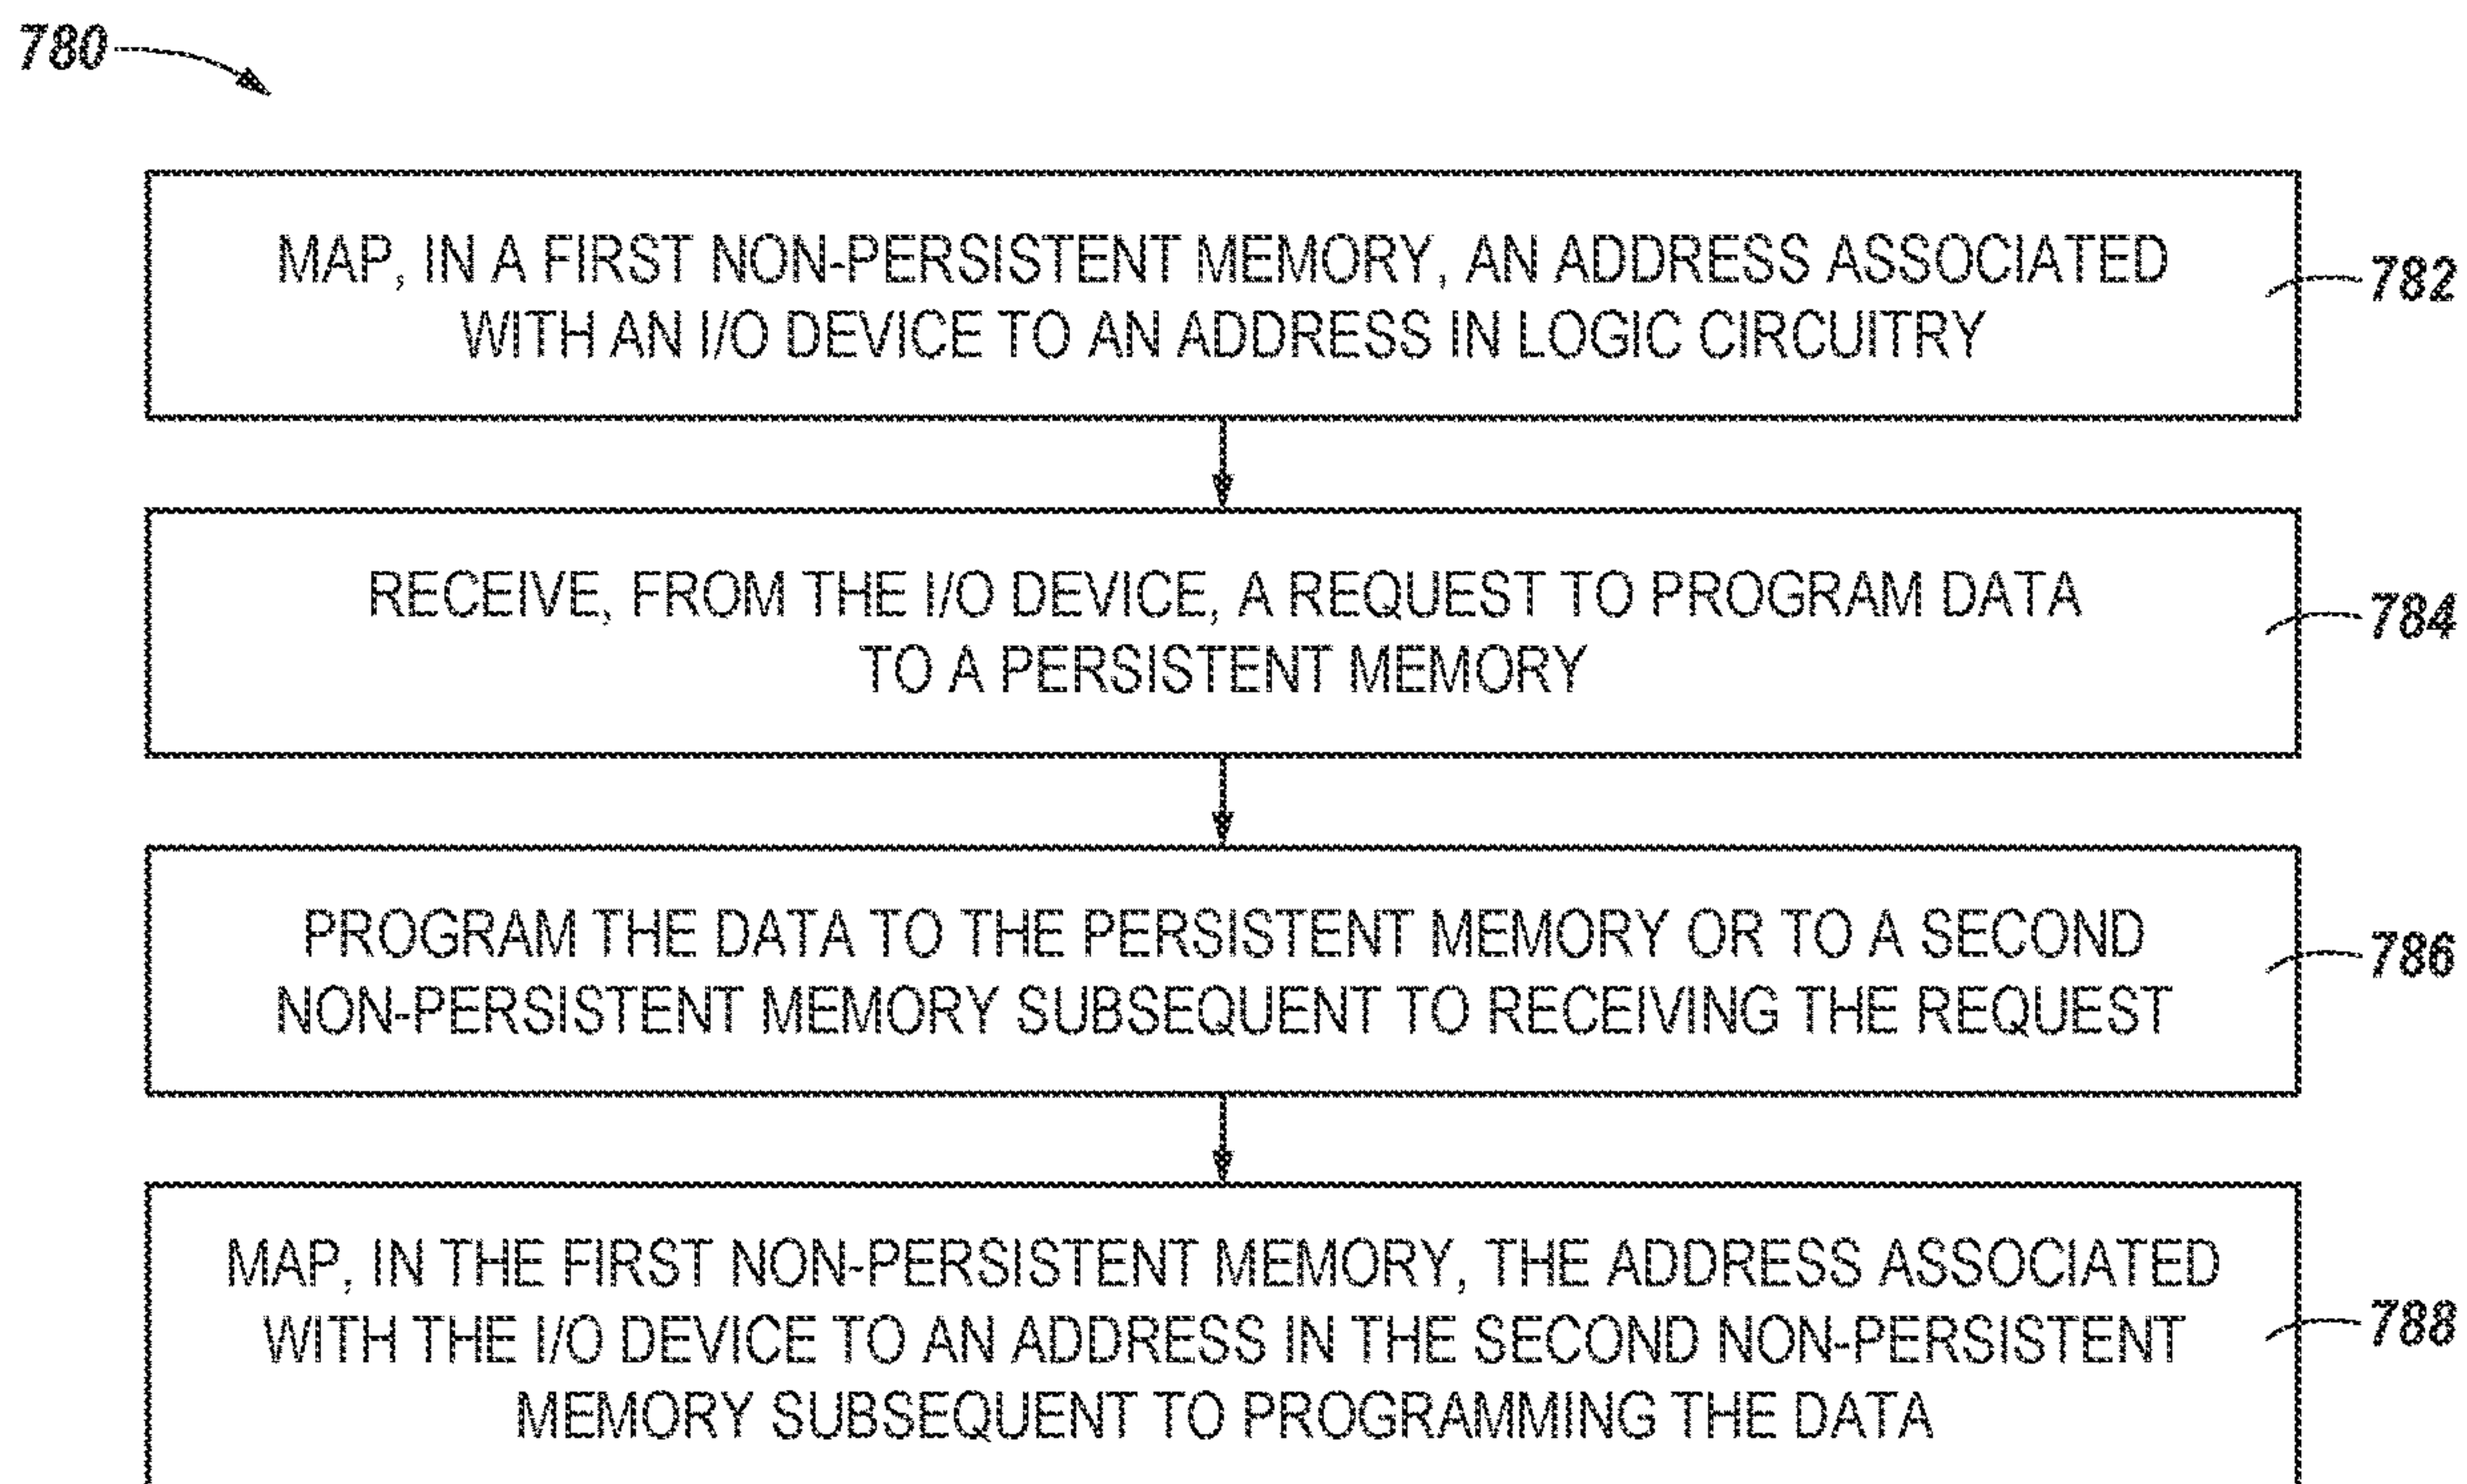 780
MAP, IN A FIRST NON-PERSISTENT MEMORY, AN ADDRESS ASSOCIATED
WITH AN I/O DEVICE TO AN ADDRESS IN LOGIC CIRCUITRY
782
RECEIVE, FROM THE I/O DEVICE, A REQUEST TO PROGRAM DATA
TO A PERSISTENT MEMORY
784
PROGRAM THE DATA TO THE PERSISTENT MEMORY OR TO A SECOND
NON-PERSISTENT MEMORY SUBSEQUENT TO RECEIVING THE REQUEST
786
MAP, IN THE FIRST NON-PERSISTENT MEMORY, THE ADDRESS ASSOCIATED
WITH THE I/O DEVICE TO AN ADDRESS IN THE SECOND NON-PERSISTENT
MEMORY SUBSEQUENT TO PROGRAMMING THE DATA
788